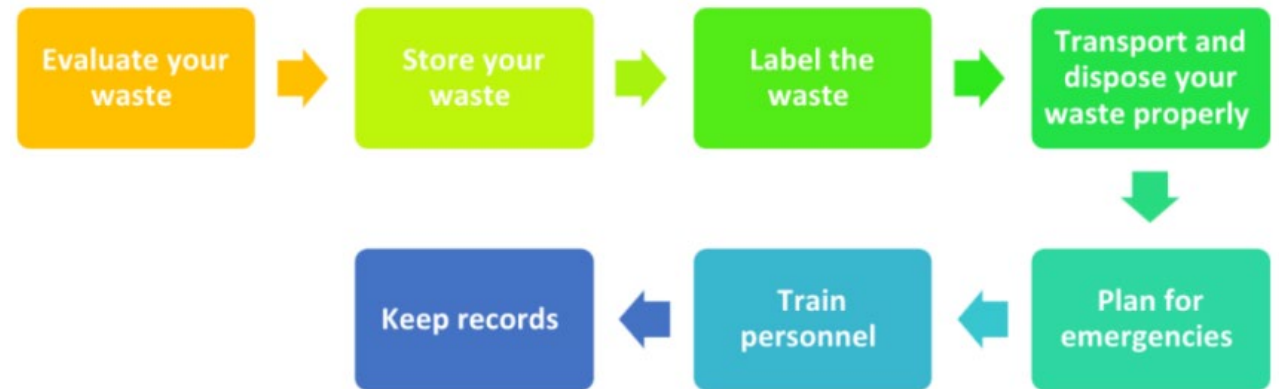 Evaluate your
waste
Store your
waste
Label the
waste
Transport and
dispose your
waste properly
Plan for
emergencies
Train
personnel
Keep records